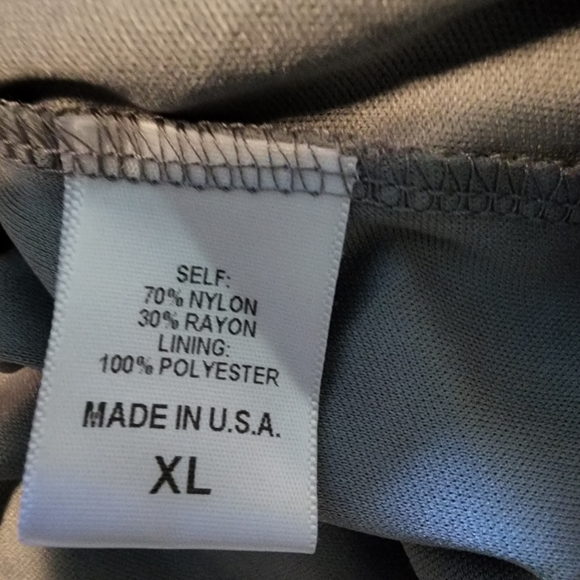 SELF:
70% NYLON
30% RAYON
LINING:
100% POLYESTER
MADE IN U.S.A.
XL